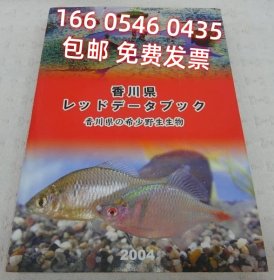 166 0546 0435
包邮 免费发票
香川県
レッドデータブック
香川県の希少野生生物
2004